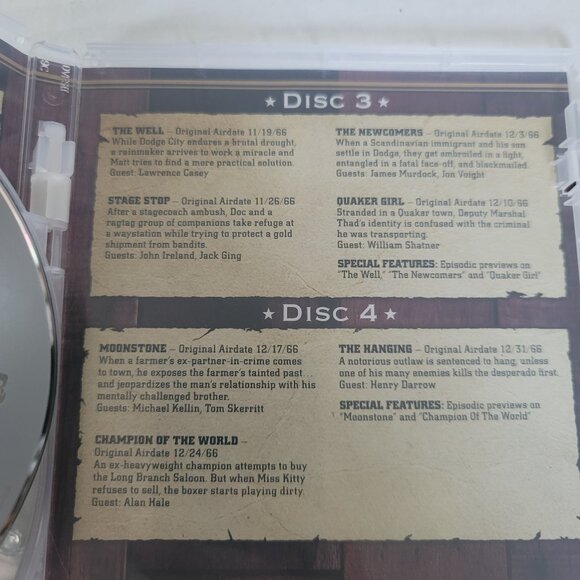 ★ DISC 3 ★
THE WELL – Original Airdate 11/19/66
While Dodge City endures a brutal drought,
a rainmaker arrives to work a miracle and
Matt tries to find a more practical solution.
Guest: Lawrence Casey
STAGE STOP – Original Airdate 11/26/66
After a stagecoach ambush, Doc and a
ragtag group of companions take refuge at
a waystation while trying to protect a gold
shipment from bandits.
Guests: John Ireland, Jack Ging
THE NEWCOMERS – Original Airdate 12/3/66
When a Scandinavian immigrant and his son
settle in Dodge, they get embroiled in a fight,
entangled in a fatal face-off, and blackmailed.
Guests: James Murdock, Jon Voight
QUAKER GIRL – Original Airdate 12/10/66
Stranded in a Quakar town, Deputy Marshal
Thad's identity is confused with the criminal
he was transporting.
Guest: William Shatner
SPECIAL FEATURES: Episodic previews on
"The Well," "The Newcomers" and "Quaker Girl"
★ DISC 4 ★
MOONSTONE – Original Airdate 12/17/66
When a farmer's ex-partner-in-crime comes
to town, he exposes the farmer's tainted past...
and jeopardizes the man's relationship with his
mentally challenged brother.
Guests: Michael Kellin, Tom Skerritt
CHAMPION OF THE WORLD –
Original Airdate 12/24/66
An ex-heavyweight champion attempts to buy
the Long Branch Saloon. But when Miss Kitty
refuses to sell, the boxer starts playing dirty.
Guest: Alan Hale
THE HANGING – Original Airdate 12/31/66
A notorious outlaw is sentenced to hang, unless
one of his many enemies kills the desperado first.
Guest: Henry Darrow
SPECIAL FEATURES: Episodic previews on
"Moonstone" and "Champion Of The World"